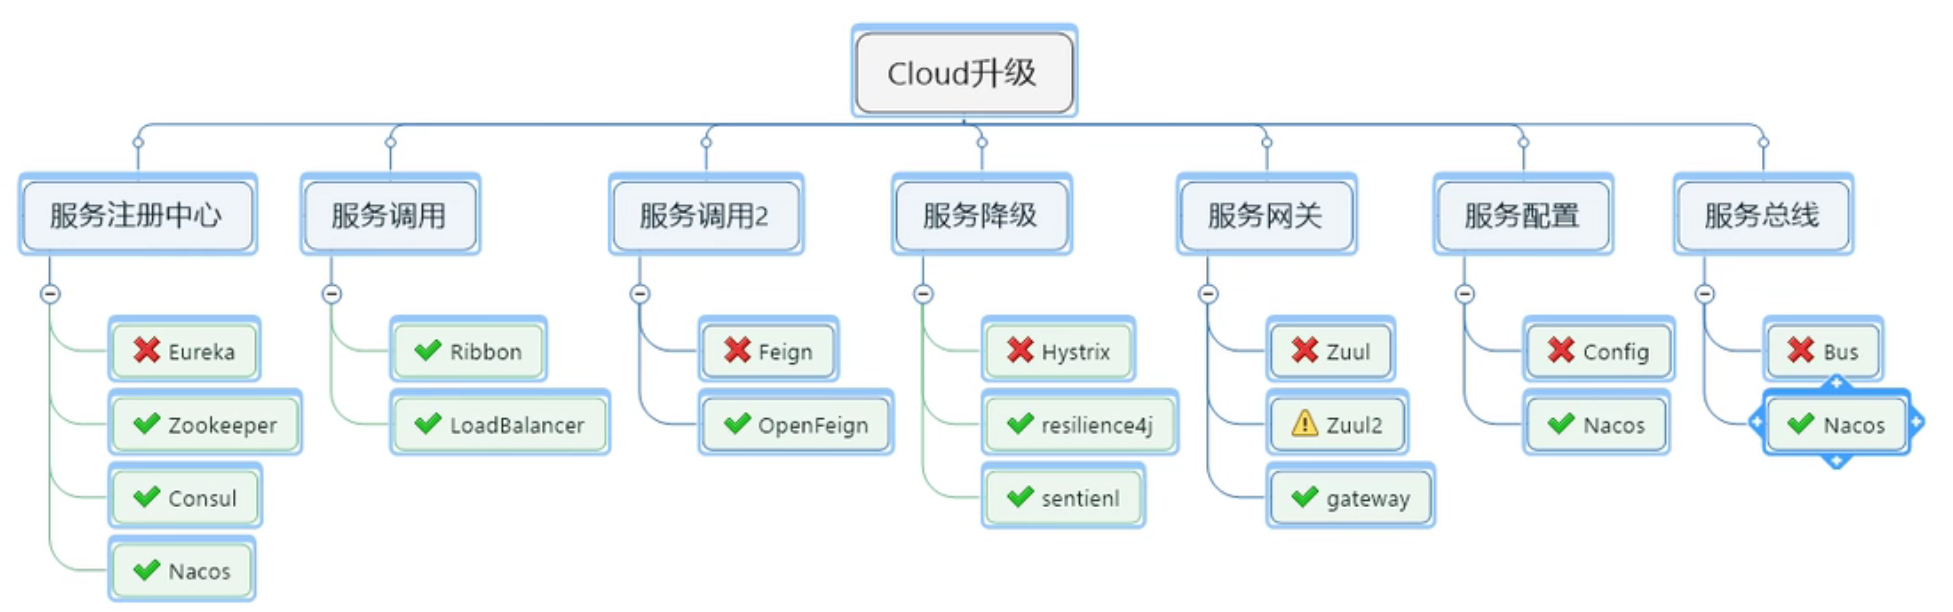 Cloud升级
服务注册中心
Eureka
Zookeeper
Consul
Nacos
服务调用
Ribbon
LoadBalancer
服务调用2
Feign
OpenFeign
服务降级
Hystrix
resilience4j
sentienl
服务网关
Zuul
Zuul2
gateway
服务配置
Config
Nacos
服务总线
Bus
Nacos